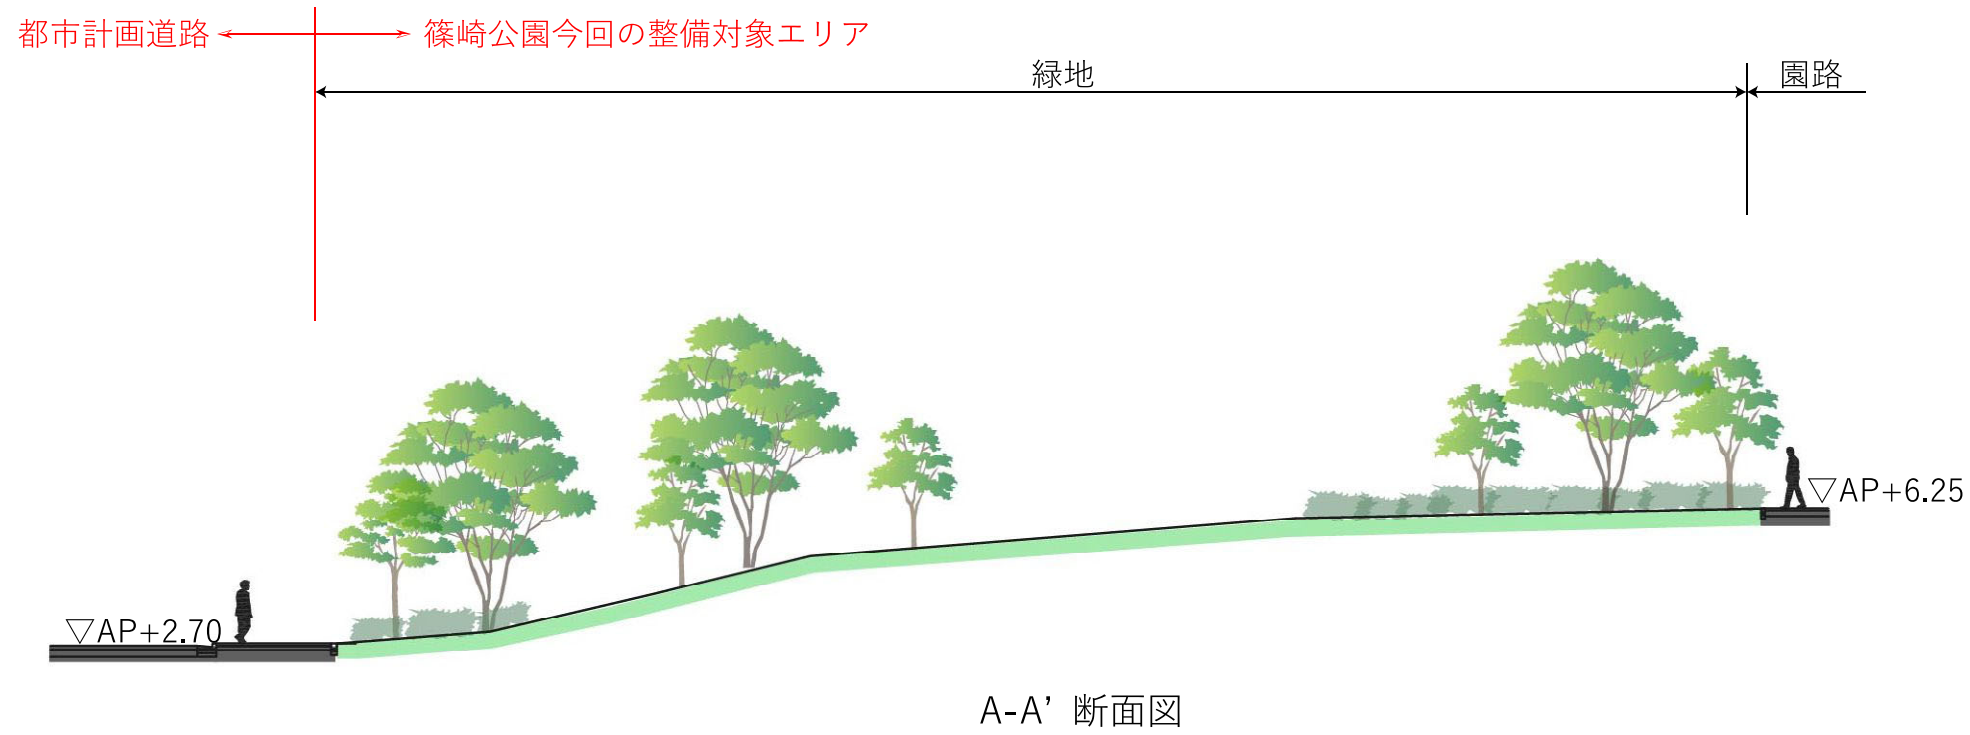 都市計画道路
篠崎公園今回の整備対象エリア
緑地
園路
▽AP+6.25
▽AP+2.70
A-A’ 断面図